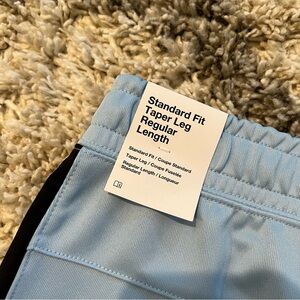 Standard Fit
Taper Leg
Regular
Length
Standard Fit / Coupe Standard
Taper Leg / Coupe Fuselée
Regular Length / Longueur
Standard